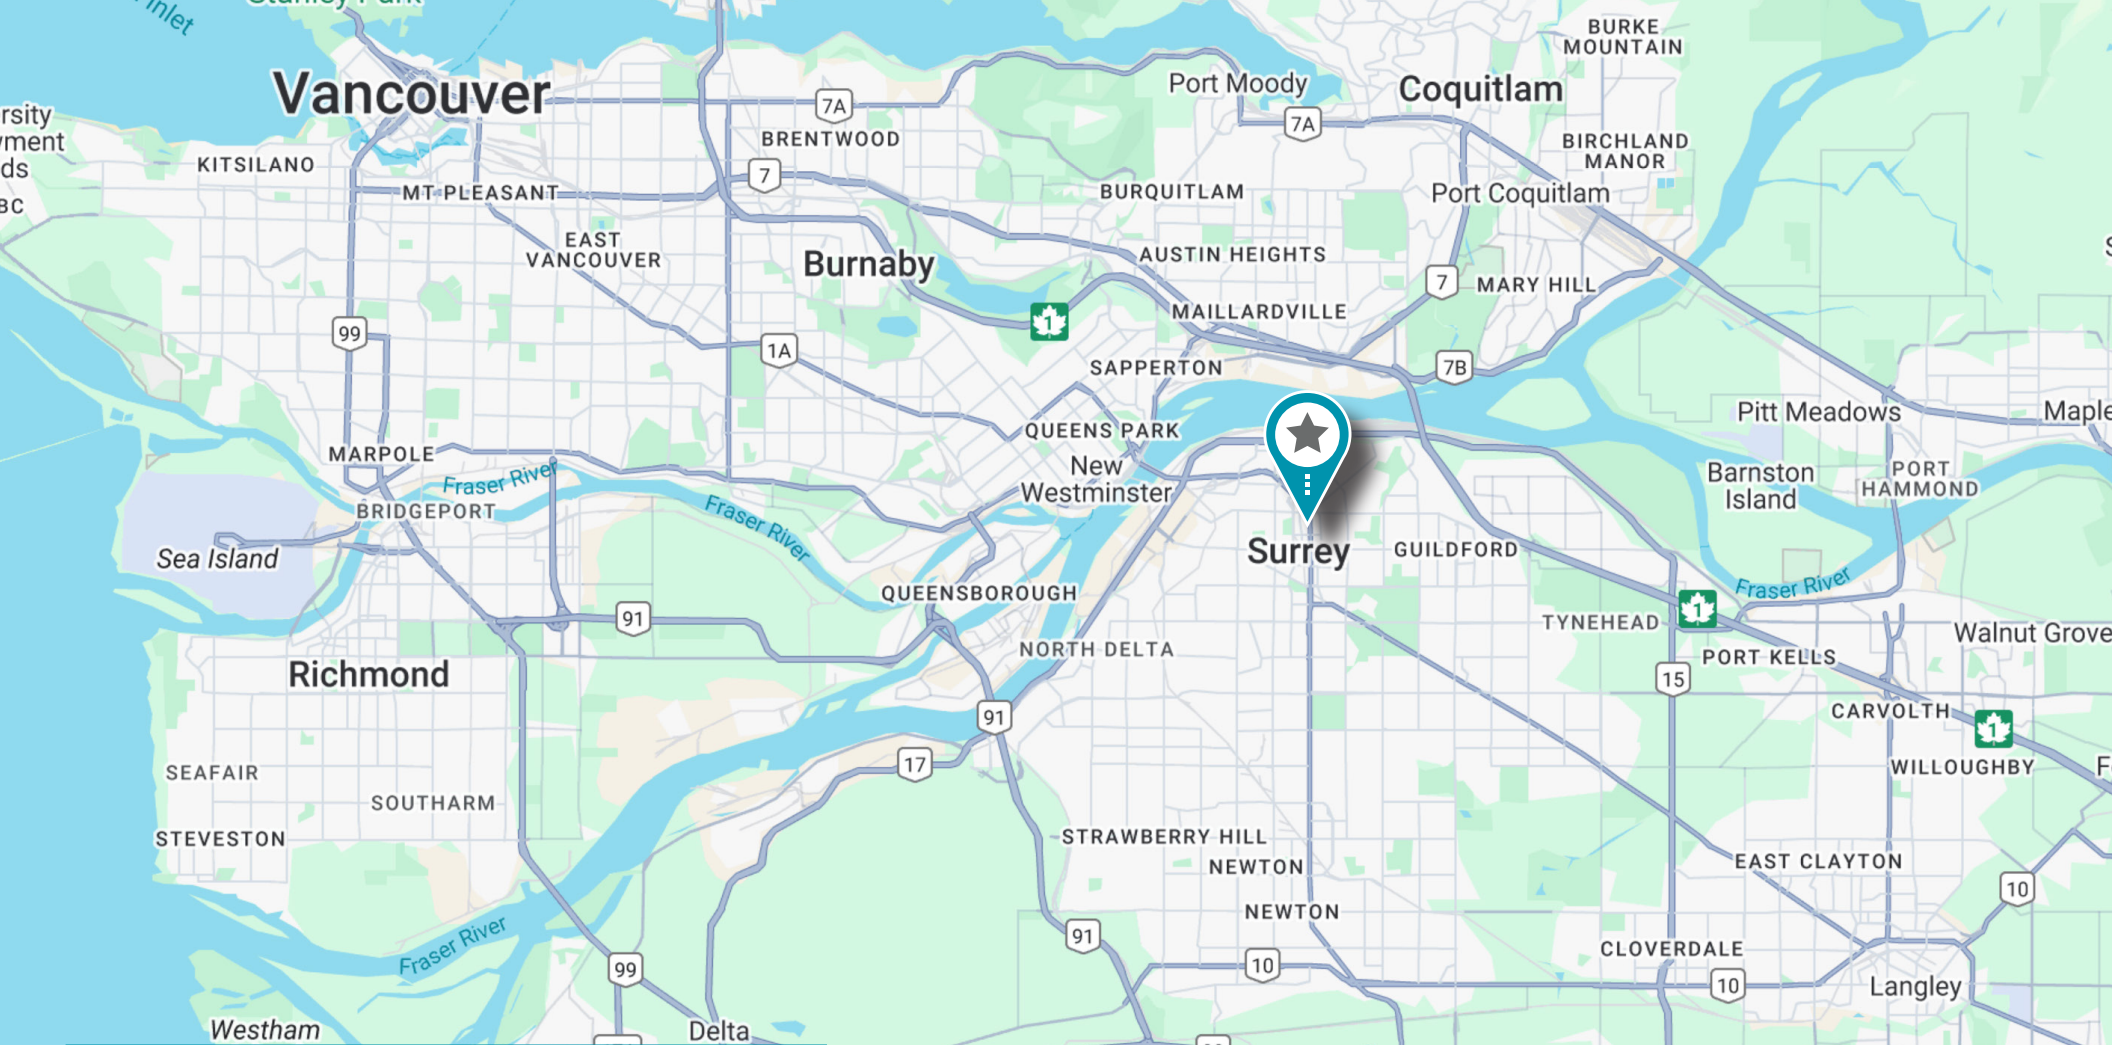 Stanley Park
Inlet
BURKE
MOUNTAIN
Vancouver
Port Moody
Coquitlam
7A
7A
BRENTWOOD
BIRCHLAND
MANOR
KITSILANO
7
MT PLEASANT
BURQUITLAM
Port Coquitlam
BC
EAST
VANCOUVER
Burnaby
AUSTIN HEIGHTS
7
MARY HILL
MAILLARDVILLE
1
99
1A
SAPPERTON
7B
Pitt Meadows
Maple
QUEENS PARK
MARPOLE
New
Westminster
Fraser River
Barnston
Island
PORT
HAMMOND
BRIDGEPORT
Fraser River
Sea Island
Surrey
GUILDFORD
Fraser River
QUEENSBOROUGH
1
91
TYNEHEAD
Walnut Grove
NORTH DELTA
PORT KELLS
Richmond
15
91
CARVOLTH
1
17
SEAFAIR
WILLOUGHBY
SOUTHARM
STEVESTON
STRAWBERRY HILL
NEWTON
EAST CLAYTON
10
NEWTON
Fraser River
91
CLOVERDALE
99
10
10
Langley
Westham
Delta